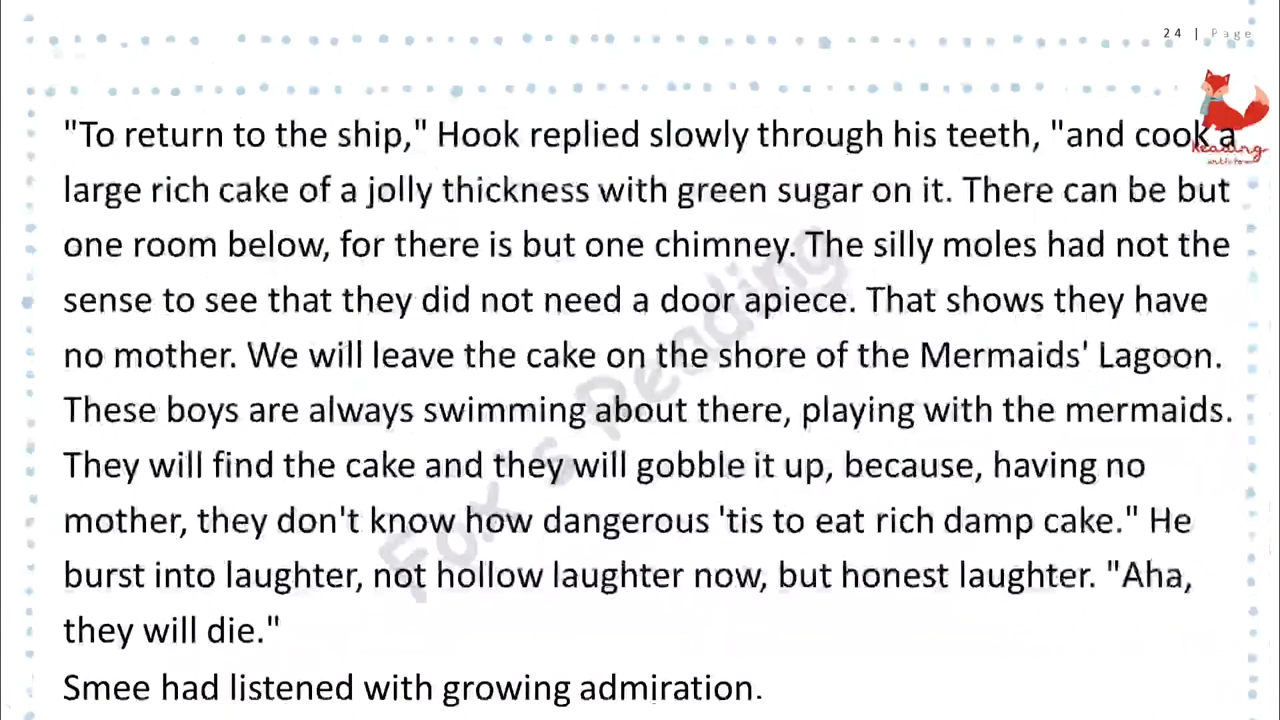 24 | Page
"To return to the ship," Hook replied slowly through his teeth, "and cook a
large rich cake of a jolly thickness with green sugar on it. There can be but
one room below, for there is but one chimney. The silly moles had not the
sense to see that they did not need a door apiece. That shows they have
no mother. We will leave the cake on the shore of the Mermaids' Lagoon.
These boys are always swimming about there, playing with the mermaids.
They will find the cake and they will gobble it up, because, having no
mother, they don't know how dangerous 'tis to eat rich damp cake." He
burst into laughter, not hollow laughter now, but honest laughter. "Aha,
they will die."
Smee had listened with growing admiration.
Fox's Reading
Reading